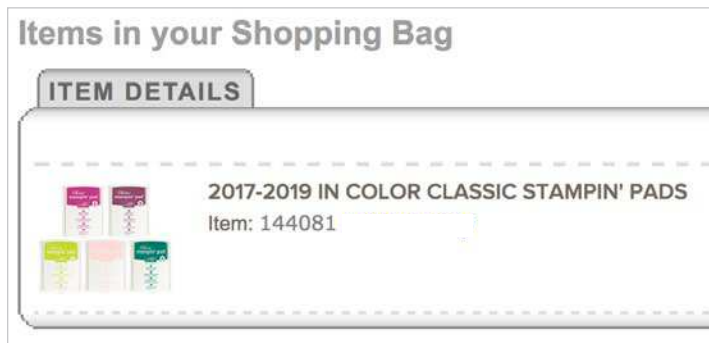 Items in your Shopping Bag
ITEM DETAILS
2017-2019 IN COLOR CLASSIC STAMPIN' PADS
Item: 144081